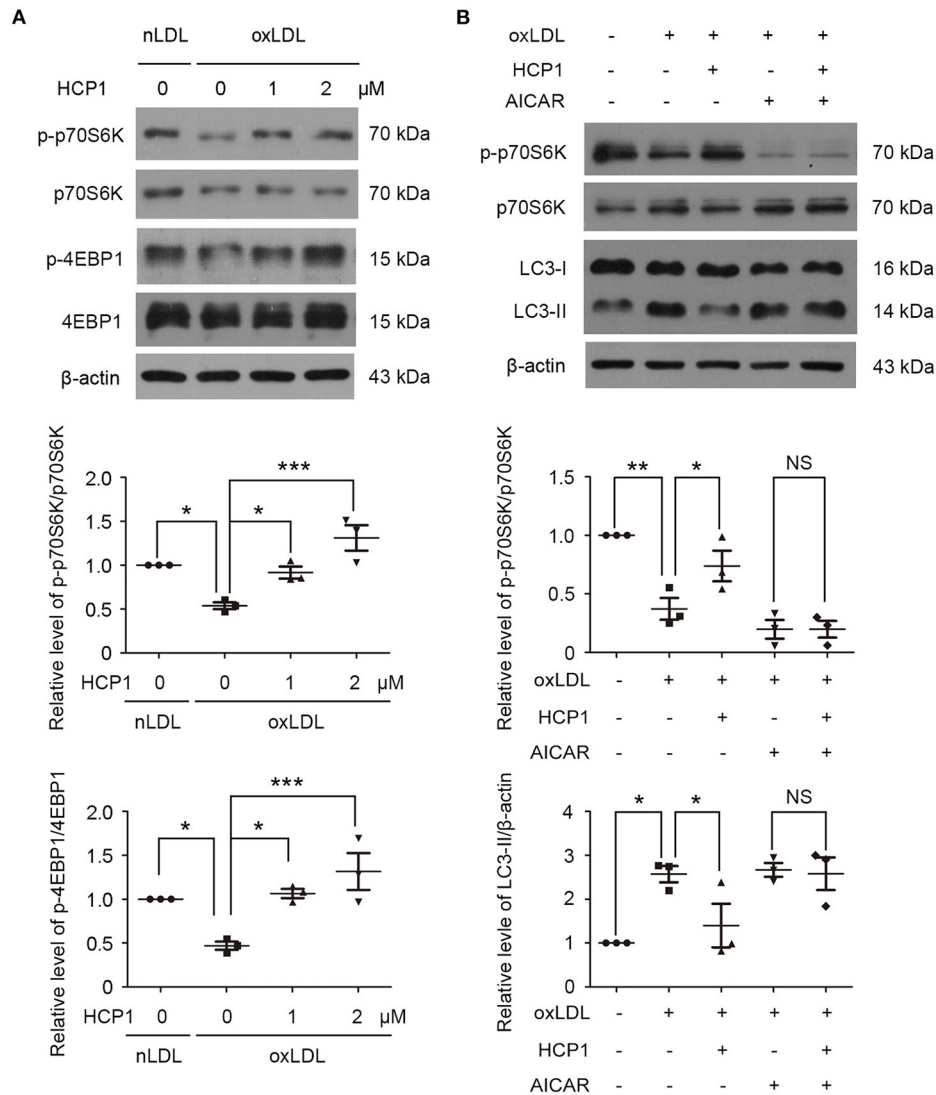 A
nLDL oxLDL
HCP1 0 0 1 2 µM
p-p70S6K 70 kDa
p70S6K 70 kDa
p-4EBP1 15 kDa
4EBP1 15 kDa
β-actin 43 kDa
Relative level of p-p70S6K/p70S6K
2.0
1.5
1.0
0.5
0
* * ***
HCP1 0 0 1 2 µM
nLDL oxLDL
Relative level of p-4EBP1/4EBP1
2.0
1.5
1.0
0.5
0
* * ***
HCP1 0 0 1 2 µM
nLDL oxLDL
B
oxLDL - + + + +
HCP1 - - + - +
AICAR - - - + +
p-p70S6K 70 kDa
p70S6K 70 kDa
LC3-I 16 kDa
LC3-II 14 kDa
β-actin 43 kDa
Relative level of p-p70S6K/p70S6K
1.5
1.0
0.5
0
** * NS
oxLDL - + + + +
HCP1 - - + - +
AICAR - - - + +
Relative levle of LC3-II/β-actin
4
3
2
1
0
* * NS
oxLDL - + + + +
HCP1 - - + - +
AICAR - - - + +